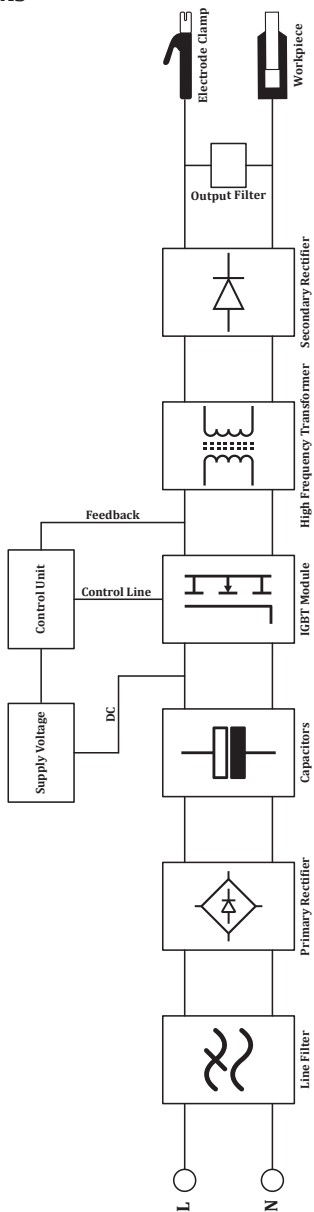 L
N
Line Filter
Primary Rectifier
Capacitors
DC
Supply Voltage
Control Unit
Control Line
Feedback
IGBT Module
High Frequency Transformer
Secondary Rectifier
Output Filter
Electrode Clamp
Workpiece